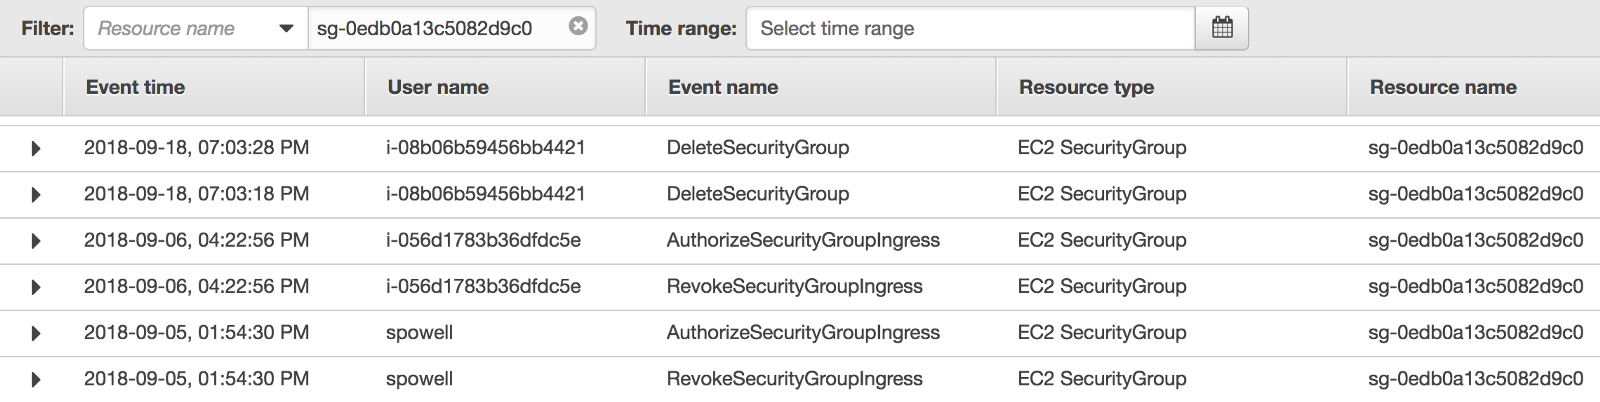 Filter: Resource name sg-0edb0a13c5082d9c0 Time range: Select time range
Event time User name Event name Resource type Resource name
2018-09-18, 07:03:28 PM i-08b06b59456bb4421 DeleteSecurityGroup EC2 SecurityGroup sg-0edb0a13c5082d9c0
2018-09-18, 07:03:18 PM i-08b06b59456bb4421 DeleteSecurityGroup EC2 SecurityGroup sg-0edb0a13c5082d9c0
2018-09-06, 04:22:56 PM i-056d1783b36dfdc5e AuthorizeSecurityGroupIngress EC2 SecurityGroup sg-0edb0a13c5082d9c0
2018-09-06, 04:22:56 PM i-056d1783b36dfdc5e RevokeSecurityGroupIngress EC2 SecurityGroup sg-0edb0a13c5082d9c0
2018-09-05, 01:54:30 PM spowell AuthorizeSecurityGroupIngress EC2 SecurityGroup sg-0edb0a13c5082d9c0
2018-09-05, 01:54:30 PM spowell RevokeSecurityGroupIngress EC2 SecurityGroup sg-0edb0a13c5082d9c0